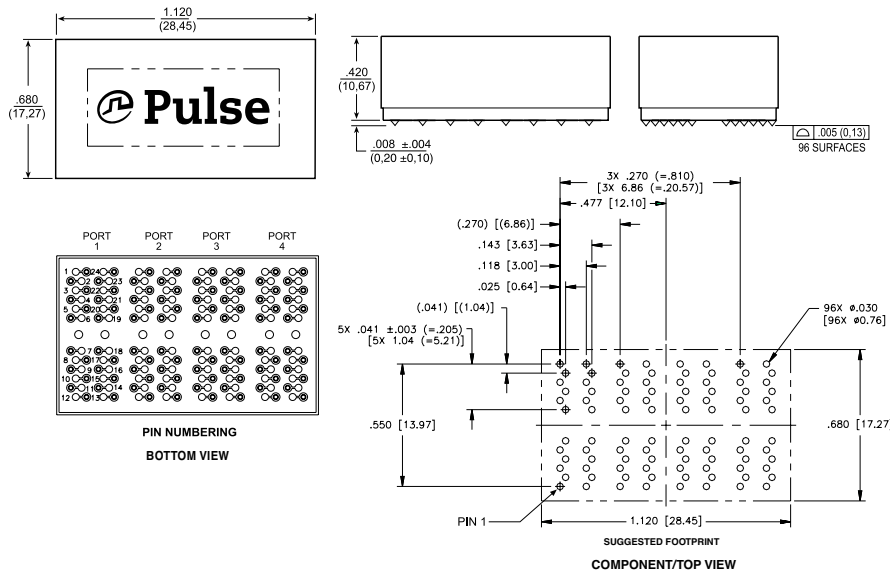 1.120
(28,45)
.680
(17,27)
Pulse
.420
(10,67)
.008 ±.004
(0,20 ±0,10)
.005 (0,13)
96 SURFACES
3X .270 (=.810)
[3X 6.86 (=.20.57)]
.477 [12.10]
(.270) [(6.86)]
.143 [3.63]
.118 [3.00]
.025 [0.64]
(.041) [(1.04)]
5X .041 ±.003 (=.205)
[5X 1.04 (=5.21)]
96X ø.030
[96X ø0.76]
.550 [13.97]
.680 [17.27]
PIN 1
1.120 [28.45]
SUGGESTED FOOTPRINT
COMPONENT/TOP VIEW
PORT 1
PORT 2
PORT 3
PORT 4
1 24
2 23
3 22
4 21
5 20
6 19
7 18
8 17
9 16
10 15
11 14
12 13
PIN NUMBERING
BOTTOM VIEW